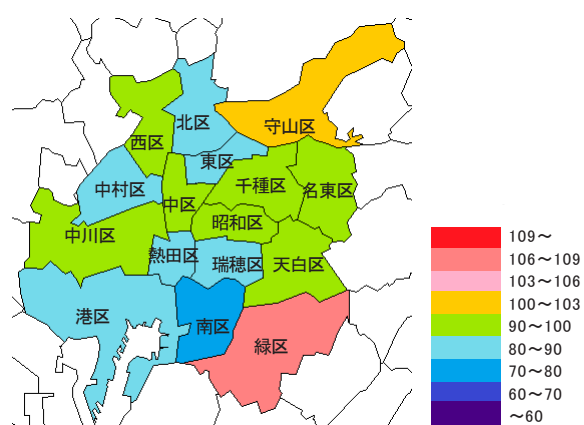 北区
守山区
西区
東区
中村区
千種区
名東区
中区
昭和区
中川区
熱田区
瑞穂区
天白区
港区
南区
緑区
109～
106～109
103～106
100～103
90～100
80～90
70～80
60～70
～60